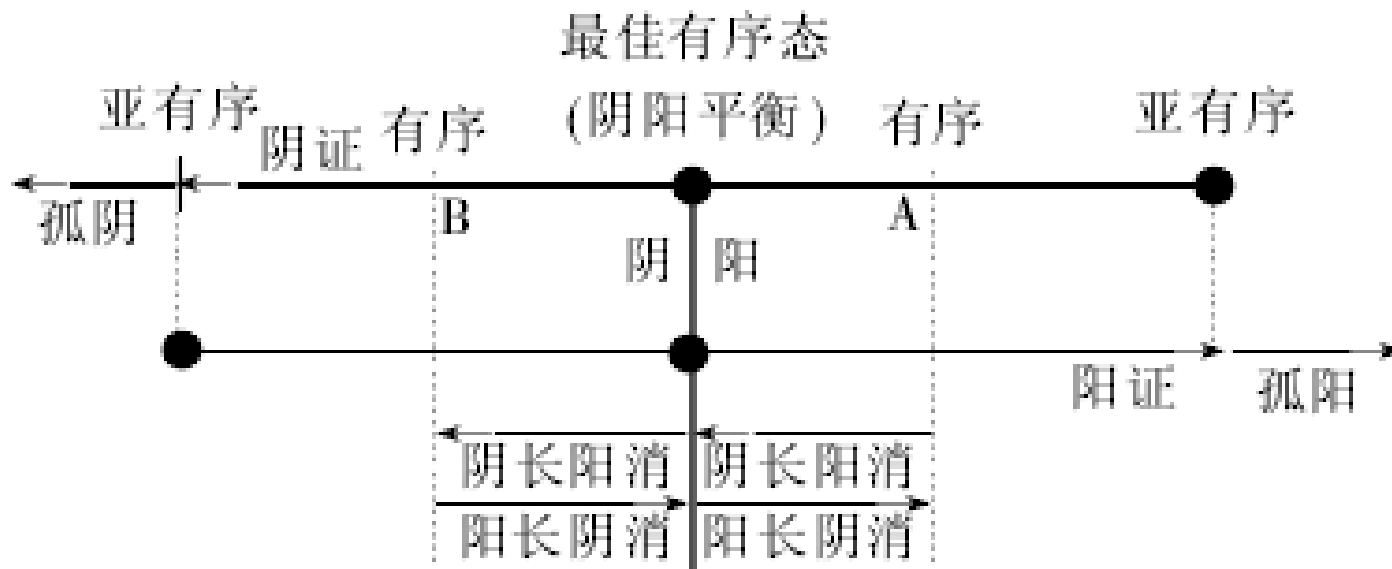 最佳有序态
亚有序 阴证 有序 (阴阳平衡) 有序 亚有序
孤阴 B 阴 阳 A
阳证 孤阳
阴长阳消 阴长阳消
阳长阴消 阳长阴消